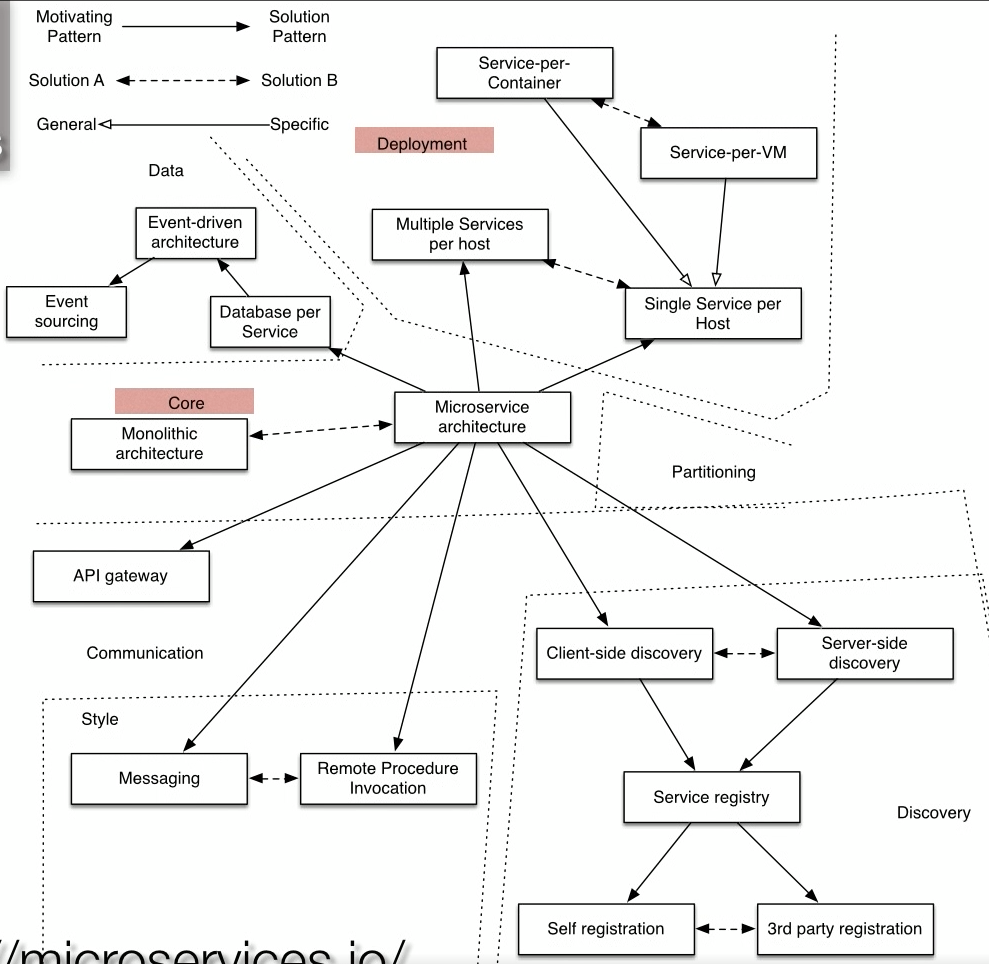 Motivating
Pattern
Solution
Pattern
Solution A
Solution B
General
Specific
Service-per-
Container
Deployment
Service-per-VM
Data
Event-driven
architecture
Multiple Services
per host
Event
sourcing
Database per
Service
Single Service per
Host
Core
Monolithic
architecture
Microservice
architecture
Partitioning
API gateway
Communication
Client-side discovery
Server-side
discovery
Style
Messaging
Remote Procedure
Invocation
Service registry
Discovery
Self registration
3rd party registration
//microservices.io/